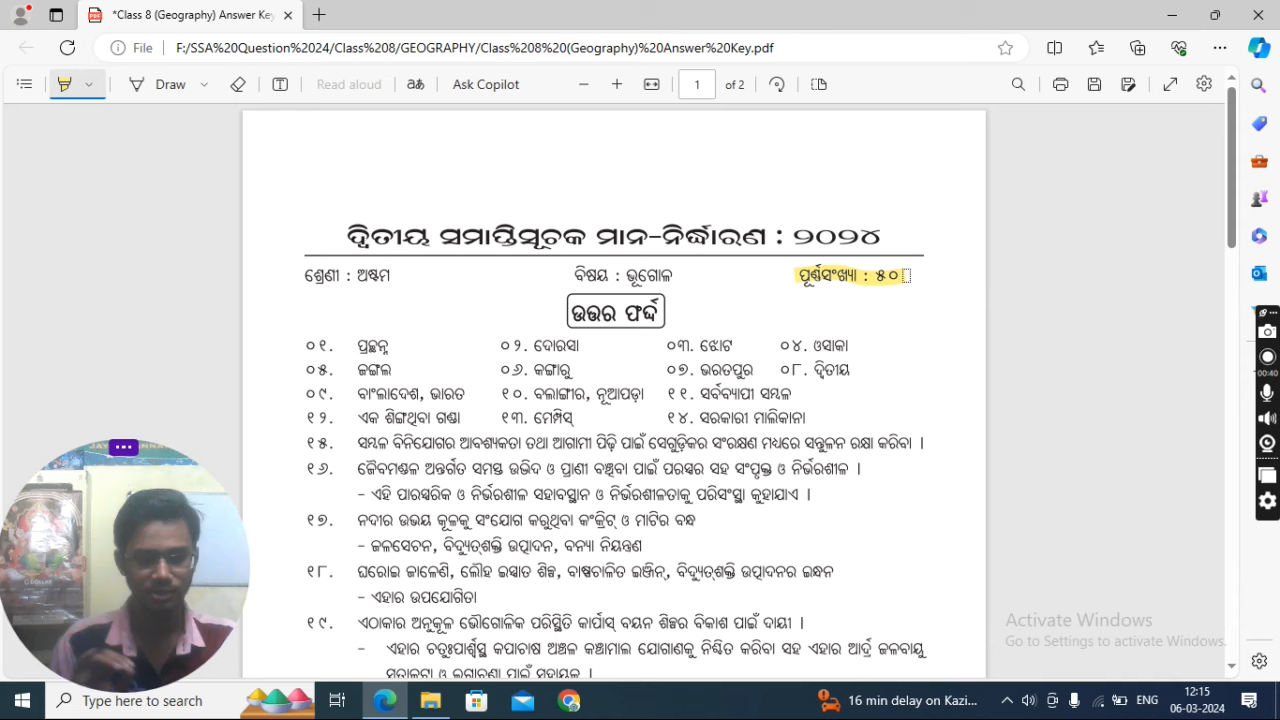 *Class 8 (Geography) Answer Key
File F:/SSA%20Question%202024/Class%208/GEOGRAPHY/Class%208%20(Geography)%20Answer%20Key.pdf
Draw Read aloud aあ Ask Copilot 1 of 2
ଦ୍ୱିତୀୟ ସମାପ୍ତିସୂଚକ ମାନ-ନିର୍ଦ୍ଧାରଣ : ୨୦୨୪
ଶ୍ରେଣୀ : ଅଷ୍ଟମ ବିଷୟ : ଭୂଗୋଳ ପୂର୍ଣ୍ଣସଂଖ୍ୟା : ୫୦
ଉତ୍ତର ଫର୍ଦ୍ଦ
୦୧. ପ୍ରଚ୍ଛନ୍ନ ୦୨. ଦୋରସା ୦୩. ଝୋଟ ୦୪. ଓସାକା
୦୫. ଜଙ୍ଗଲ ୦୬. କଙ୍ଗାରୁ ୦୭. ଭରତପୁର ୦୮. ଦ୍ୱିତୀୟ
୦୯. ବାଂଲାଦେଶ, ଭାରତ ୧୦. ବଲାଙ୍ଗୀର, ନୂଆପଡ଼ା ୧୧. ସର୍ବବ୍ୟାପୀ ସମ୍ବଳ
୧୨. ଏକ ଶିଙ୍ଗଥିବା ଗଣ୍ଡା ୧୩. ମେମ୍ପିସ୍ ୧୪. ସରକାରୀ ମାଲିକାନା
୧୫. ସମ୍ବଳ ବିନିଯୋଗର ଆବଶ୍ୟକତା ତଥା ଆଗାମୀ ପିଢ଼ି ପାଇଁ ସେଗୁଡ଼ିକର ସଂରକ୍ଷଣ ମଧ୍ୟରେ ସନ୍ତୁଳନ ରକ୍ଷା କରିବା ।
୧୬. ଜୈବମଣ୍ଡଳ ଅନ୍ତର୍ଗତ ସମସ୍ତ ଉଦ୍ଭିଦ ଓ ପ୍ରାଣୀ ବଞ୍ଚିବା ପାଇଁ ପରସ୍ପର ସହ ସଂପୃକ୍ତ ଓ ନିର୍ଭରଶୀଳ ।
- ଏହି ପାରସ୍ପରିକ ଓ ନିର୍ଭରଶୀଳ ସହାବସ୍ଥାନ ଓ ନିର୍ଭରଶୀଳତାକୁ ପରିସଂସ୍ଥା କୁହାଯାଏ ।
୧୭. ନଦୀର ଉଭୟ କୂଳକୁ ସଂଯୋଗ କରୁଥିବା କଂକ୍ରିଟ୍ ଓ ମାଟିର ବନ୍ଧ
- ଜଳସେଚନ, ବିଦ୍ୟୁତ୍‌ଶକ୍ତି ଉତ୍ପାଦନ, ବନ୍ୟା ନିୟନ୍ତ୍ରଣ
୧୮. ଘରୋଇ ଜାଳେଣି, ଲୌହ ଇସ୍ପାତ ଶିଳ୍ପ, ବାଷ୍ପଚାଳିତ ଇଞ୍ଜିନ୍, ବିଦ୍ୟୁତ୍‌ଶକ୍ତି ଉତ୍ପାଦନର ଇନ୍ଧନ
- ଏହାର ଉପଯୋଗିତା
୧୯. ଏଠାକାର ଅନୁକୂଳ ଭୌଗୋଳିକ ପରିସ୍ଥିତି କାର୍ପାସ୍ ବୟନ ଶିଳ୍ପର ବିକାଶ ପାଇଁ ଦାୟୀ ।
- ଏହାର ଚତୁଃପାର୍ଶ୍ୱସ୍ଥ କପାଚାଷ ଅଞ୍ଚଳ କଞ୍ଚାମାଲ ଯୋଗାଣକୁ ନିଶ୍ଚିତ କରିବା ସହ ଏହାର ଆର୍ଦ୍ର ଜଳବାୟୁ
Activate Windows
Go to Settings to activate Windows.
00:40
Type here to search 16 min delay on Kazi... ENG 12:15
06-03-2024